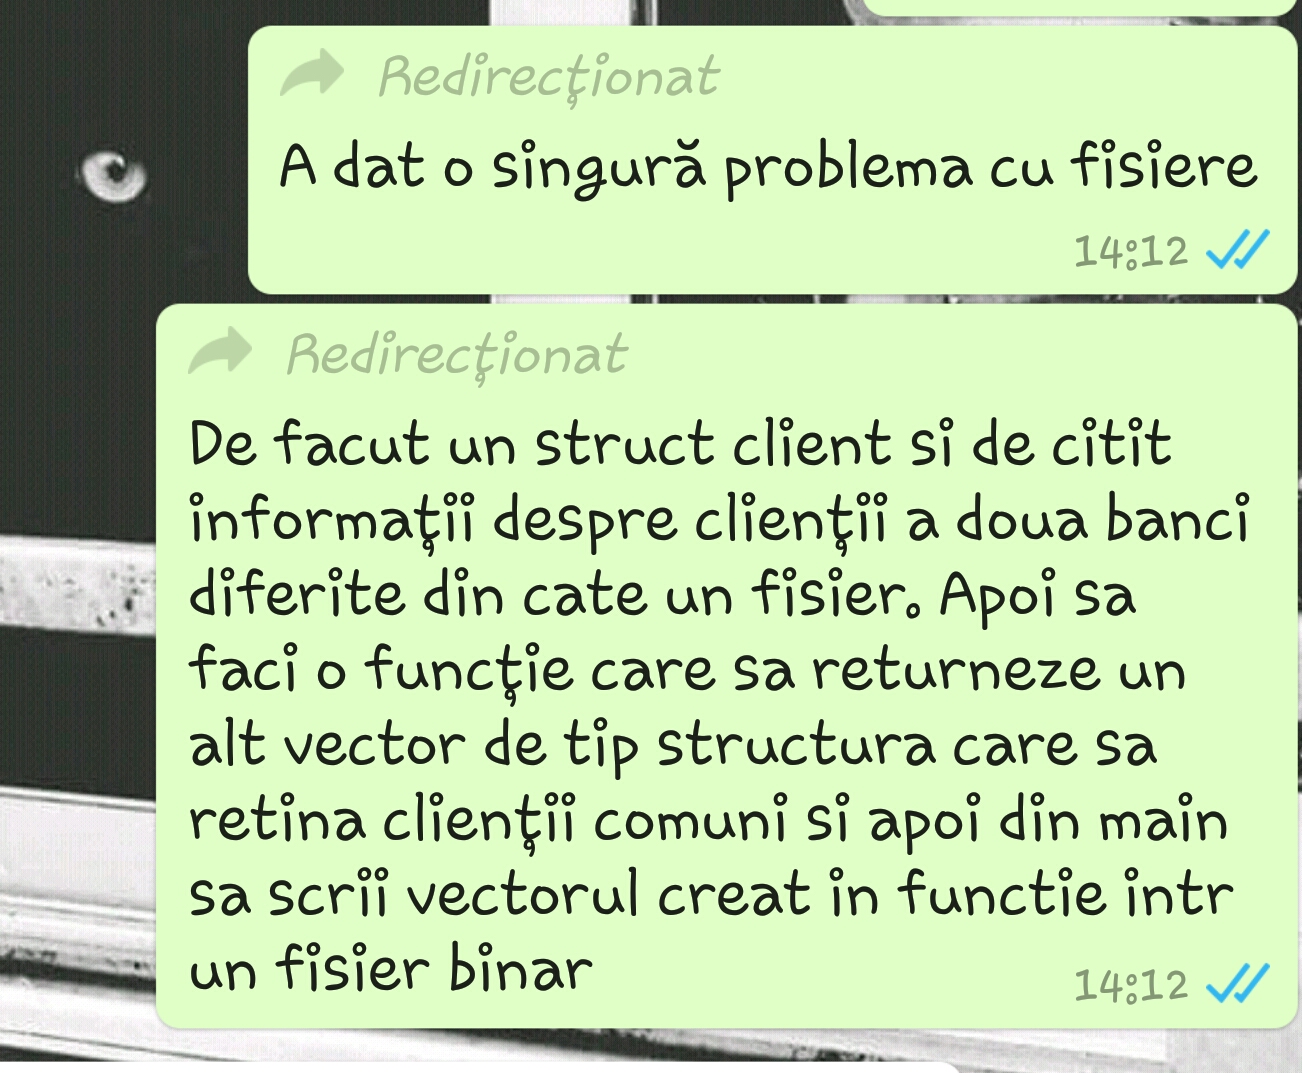 Redirecționat
A dat o singură problema cu fisiere
14:12
Redirecționat
De facut un struct client si de citit
informații despre clienții a doua banci
diferite din cate un fisier. Apoi sa
faci o funcție care sa returneze un
alt vector de tip structura care sa
retina clienții comuni si apoi din main
sa scrii vectorul creat in functie intr
un fisier binar
14:12